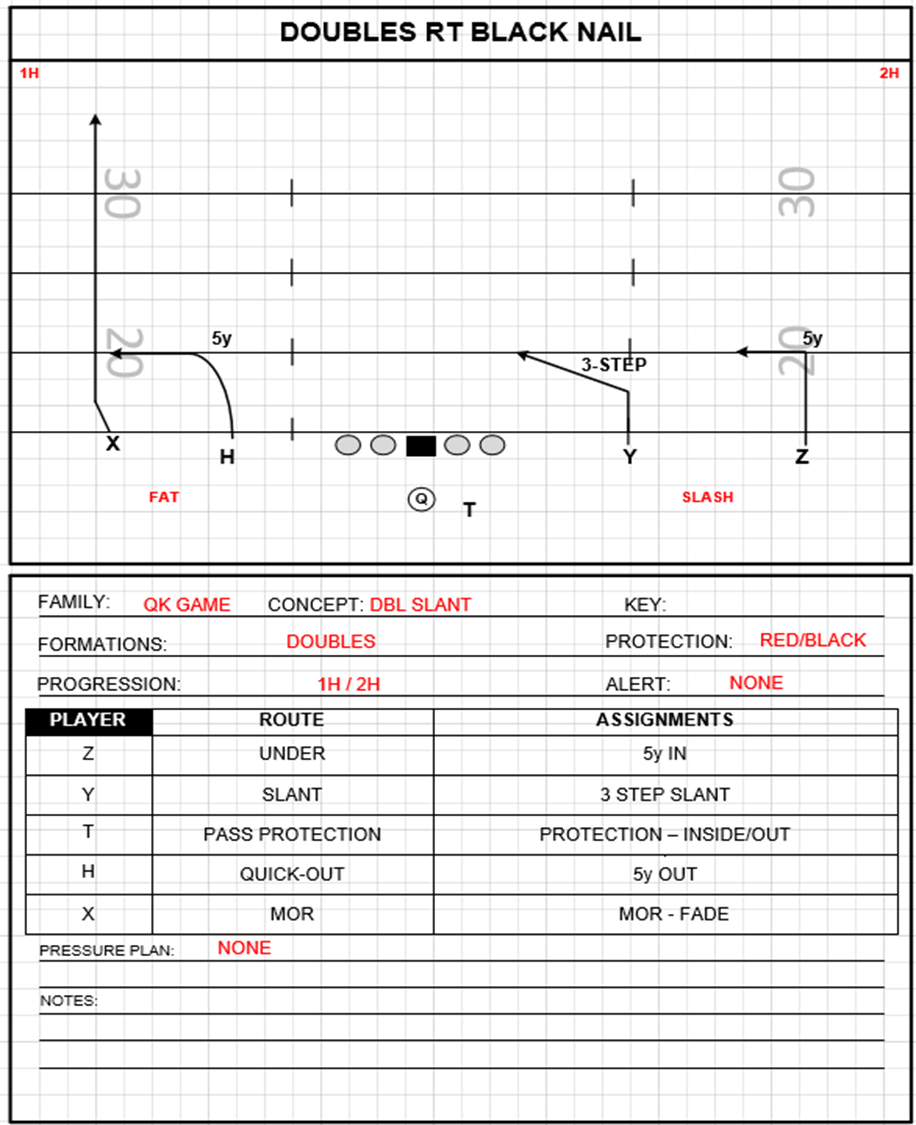 DOUBLES RT BLACK NAIL
1H 2H
30 30
20 5y 20 5y
3-STEP
X H Y Z
FAT Q T SLASH
FAMILY: QK GAME CONCEPT: DBL SLANT KEY:
FORMATIONS: DOUBLES PROTECTION: RED/BLACK
PROGRESSION: 1H / 2H ALERT: NONE
PLAYER ROUTE ASSIGNMENTS
Z UNDER 5y IN
Y SLANT 3 STEP SLANT
T PASS PROTECTION PROTECTION – INSIDE/OUT
H QUICK-OUT 5y OUT
X MOR MOR - FADE
PRESSURE PLAN: NONE
NOTES: